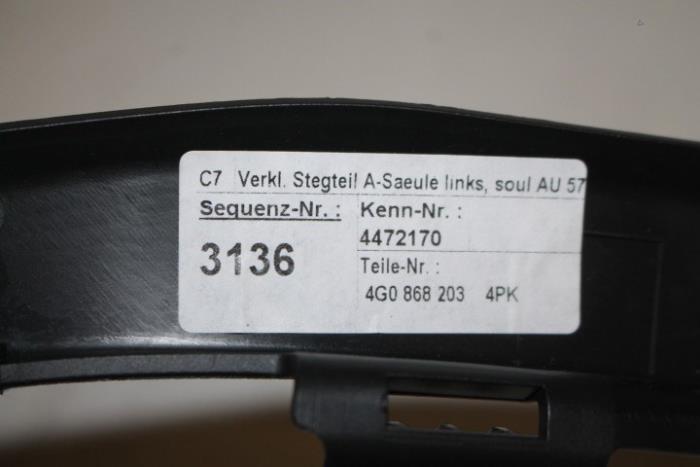 C7 Verkl. Stegteil A-Saeule links, soul AU 57
Sequenz-Nr. : Kenn-Nr. :
3136 4472170
Teile-Nr. :
4G0 868 203 4PK